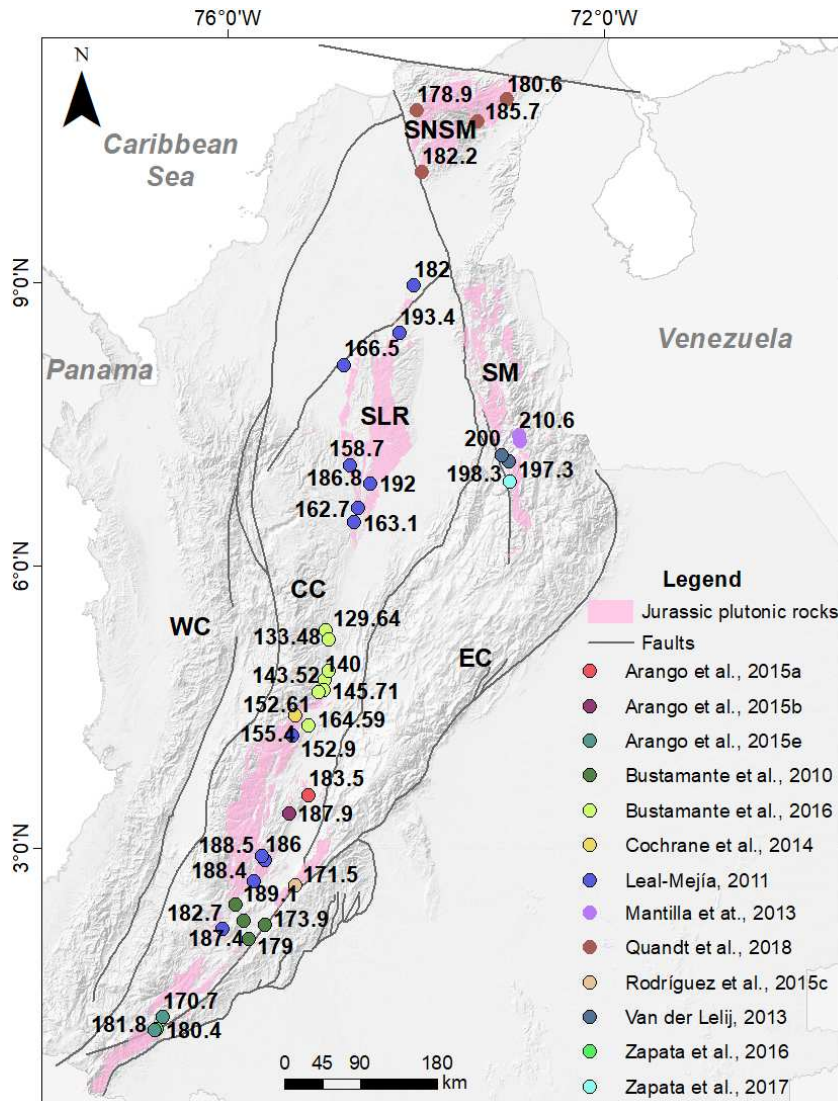 76°0'W
72°0'W
N
Caribbean
Sea
178.9
180.6
185.7
SNSM
182.2
9°0'N
182
193.4
166.5
Panama
Venezuela
SM
SLR
210.6
200
158.7
186.8
192
198.3
197.3
162.7
163.1
6°0'N
CC
WC
EC
129.64
133.48
140
143.52
145.71
152.61
164.59
155.4
152.9
183.5
187.9
3°0'N
188.5
186
188.4
171.5
189.1
182.7
173.9
187.4
179
170.7
181.8
180.4
0 45 90 180
km
Legend
Jurassic plutonic rocks
Faults
Arango et al., 2015a
Arango et al., 2015b
Arango et al., 2015e
Bustamante et al., 2010
Bustamante et al., 2016
Cochrane et al., 2014
Leal-Mejía, 2011
Mantilla et at., 2013
Quandt et al., 2018
Rodríguez et al., 2015c
Van der Lelij, 2013
Zapata et al., 2016
Zapata et al., 2017